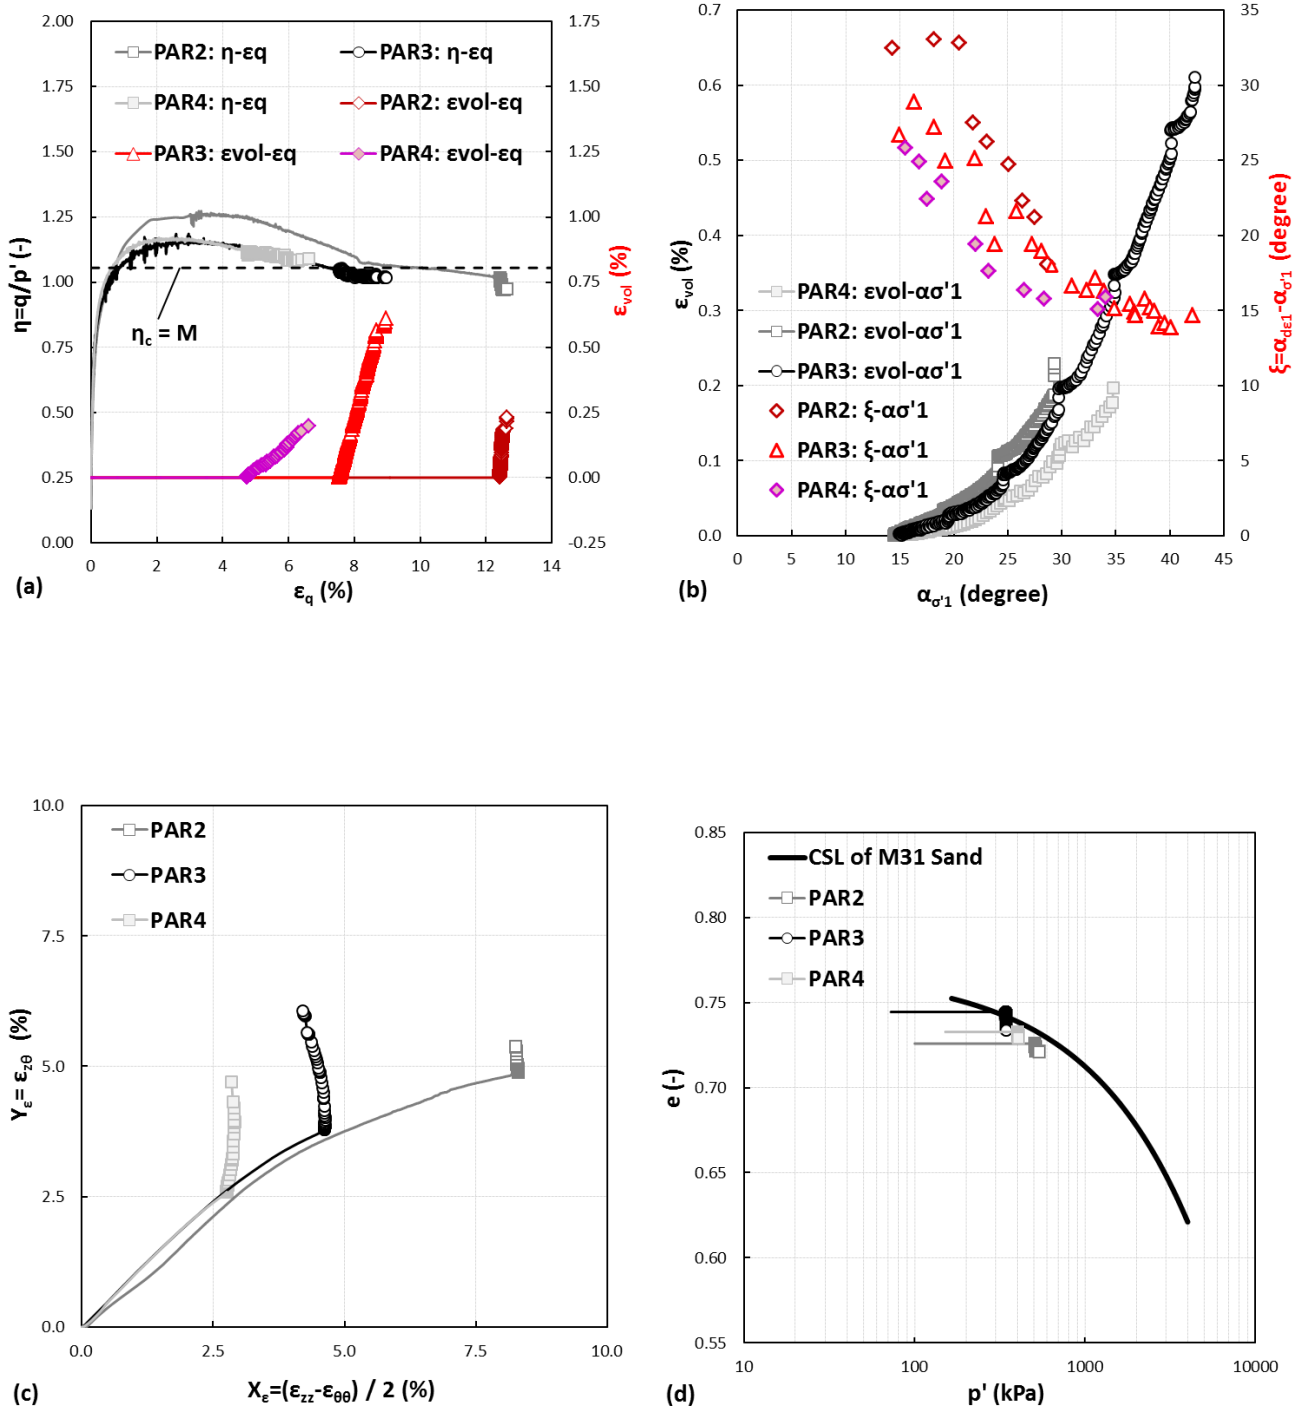 2.00
1.75
1.50
1.25
1.00
0.75
0.50
0.25
0.00
η=q/p' (-)
PAR2: η-εq
PAR3: η-εq
PAR4: η-εq
PAR2: εvol-εq
PAR3: εvol-εq
PAR4: εvol-εq
ηc = M
1.75
1.50
1.25
1.00
0.75
0.50
0.25
0.00
-0.25
εvol (%)
0 2 4 6 8 10 12 14
(a)
εq (%)
0.7
0.6
0.5
0.4
0.3
0.2
0.1
0.0
εvol (%)
PAR4: εvol-ασ'1
PAR2: εvol-ασ'1
PAR3: εvol-ασ'1
PAR2: ξ-ασ'1
PAR3: ξ-ασ'1
PAR4: ξ-ασ'1
35
30
25
20
15
10
5
0
ξ=αdε1-ασ'1 (degree)
0 5 10 15 20 25 30 35 40 45
(b)
ασ'1 (degree)
10.0
7.5
5.0
2.5
0.0
Yε= εzθ (%)
PAR2
PAR3
PAR4
0.0 2.5 5.0 7.5 10.0
(c)
Xε=(εzz-εθθ) / 2 (%)
0.85
0.80
0.75
0.70
0.65
0.60
0.55
e (-)
CSL of M31 Sand
PAR2
PAR3
PAR4
10 100 1000 10000
(d)
p' (kPa)